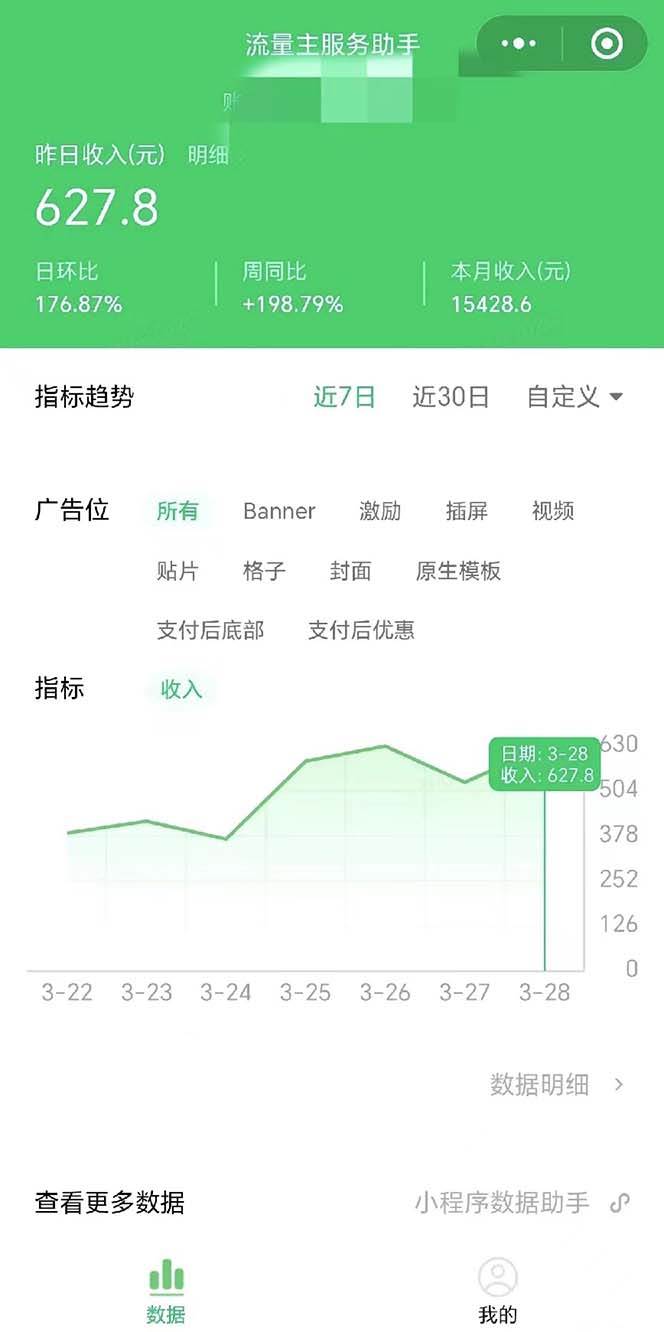 流量主服务助手
账
昨日收入(元) 明细
627.8
日环比 周同比 本月收入(元)
176.87% +198.79% 15428.6
指标趋势 近7日 近30日 自定义
广告位 所有 Banner 激励 插屏 视频
贴片 格子 封面 原生模板
支付后底部 支付后优惠
指标 收入
630
日期: 3-28
收入: 627.8
504
378
252
126
0
3-22 3-23 3-24 3-25 3-26 3-27 3-28
数据明细
查看更多数据 小程序数据助手
数据 我的